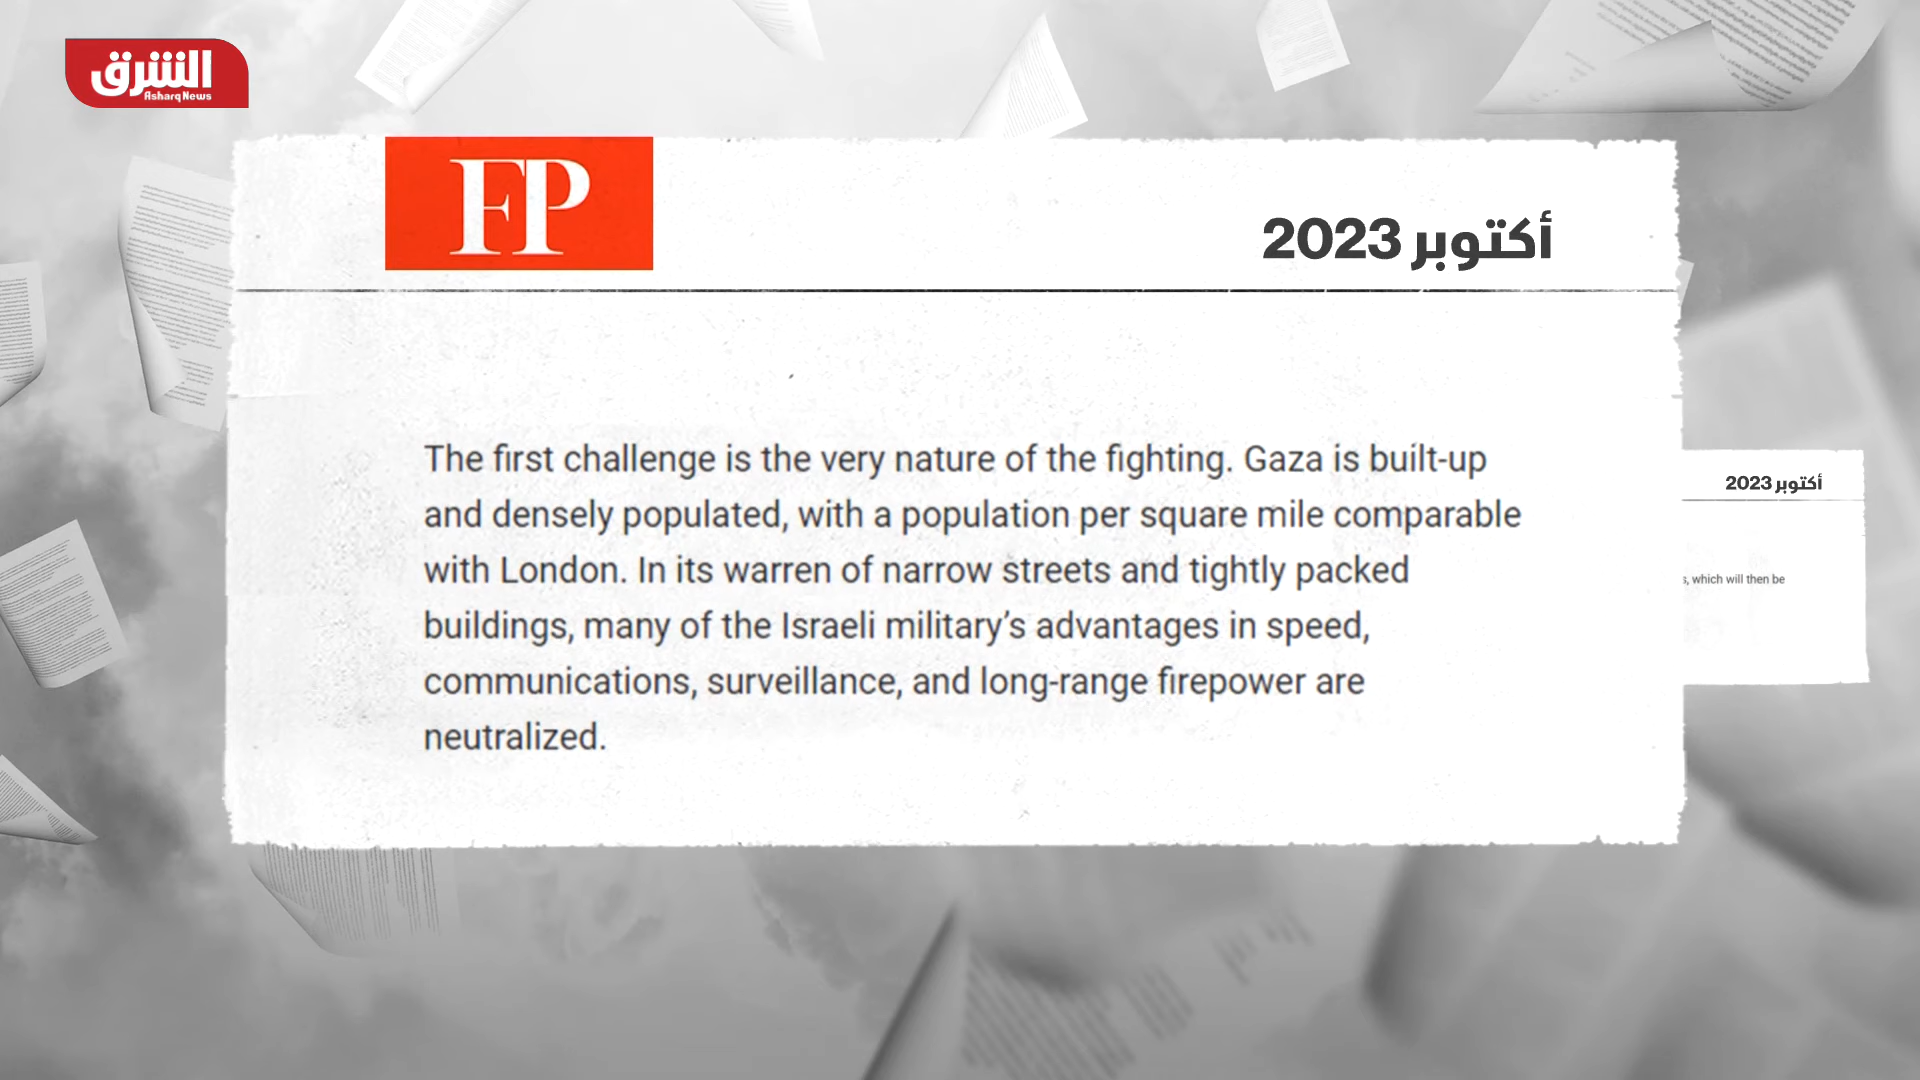 الشرق
Asharq News
FP
أكتوبر 2023
The first challenge is the very nature of the fighting. Gaza is built-up
and densely populated, with a population per square mile comparable
with London. In its warren of narrow streets and tightly packed
buildings, many of the Israeli military’s advantages in speed,
communications, surveillance, and long-range firepower are
neutralized.
أكتوبر 2023
, which will then be